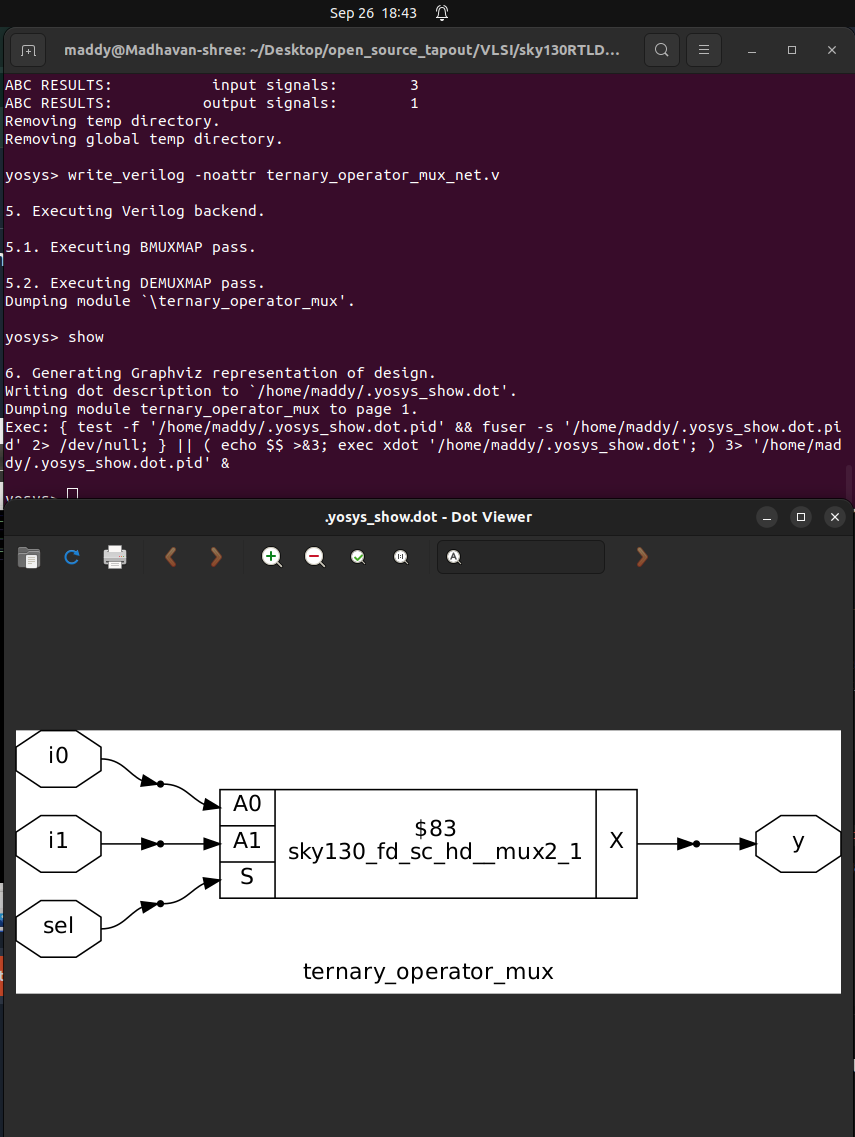 Sep 26 18:43
maddy@Madhavan-shree: ~/Desktop/open_source_tapout/VLSI/sky130RTLD...
ABC RESULTS:           input signals:        3
ABC RESULTS:          output signals:        1
Removing temp directory.
Removing global temp directory.
yosys> write_verilog -noattr ternary_operator_mux_net.v
5. Executing Verilog backend.
5.1. Executing BMUXMAP pass.
5.2. Executing DEMUXMAP pass.
Dumping module `\ternary_operator_mux'.
yosys> show
6. Generating Graphviz representation of design.
Writing dot description to `/home/maddy/.yosys_show.dot'.
Dumping module ternary_operator_mux to page 1.
Exec: { test -f '/home/maddy/.yosys_show.dot.pid' && fuser -s '/home/maddy/.yosys_show.dot.pi
d' 2> /dev/null; } || ( echo $$ >&3; exec xdot '/home/maddy/.yosys_show.dot'; ) 3> '/home/mad
dy/.yosys_show.dot.pid' &
yosys>
.yosys_show.dot - Dot Viewer
i0
i1
sel
A0
A1
S
$83
sky130_fd_sc_hd__mux2_1
X
y
ternary_operator_mux